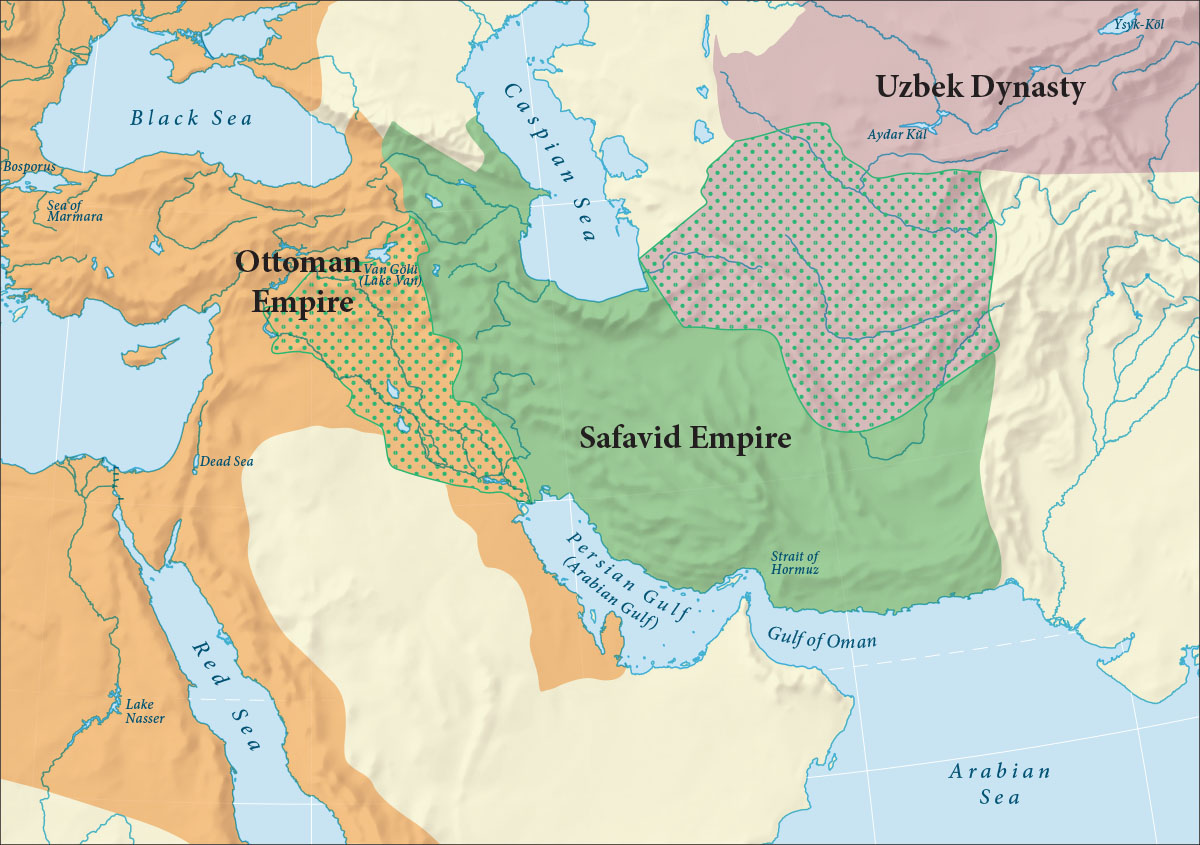 Ysyk-Köl
Uzbek Dynasty
Aydar Kül
Black Sea
Caspian Sea
Bosporus
Sea of
Marmara
Ottoman
Empire
Van Gölü
(Lake Van)
Safavid Empire
Dead Sea
Persian Gulf
(Arabian Gulf)
Strait of
Hormuz
Gulf of Oman
Red Sea
Lake
Nasser
Arabian
Sea